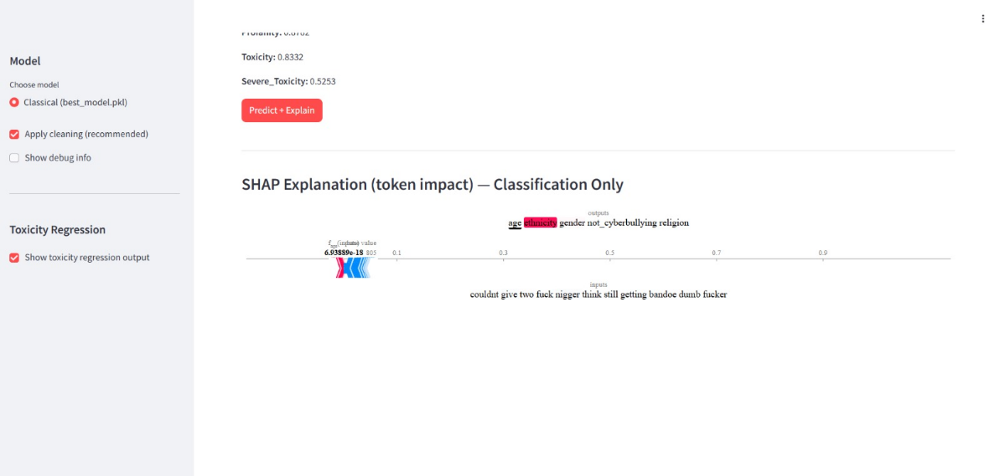 Model
Choose model
Classical (best_model.pkl)
Apply cleaning (recommended)
Show debug info
Toxicity Regression
Show toxicity regression output
Profanity: 0.8782
Toxicity: 0.8332
Severe_Toxicity: 0.5253
Predict + Explain
SHAP Explanation (token impact) — Classification Only
outputs
age ethnicity gender not_cyberbullying religion
value
6.93889e-18 805 0.1 0.3 0.5 0.7 0.9
inputs
couldnt give two fuck nigger think still getting bandoe dumb fucker